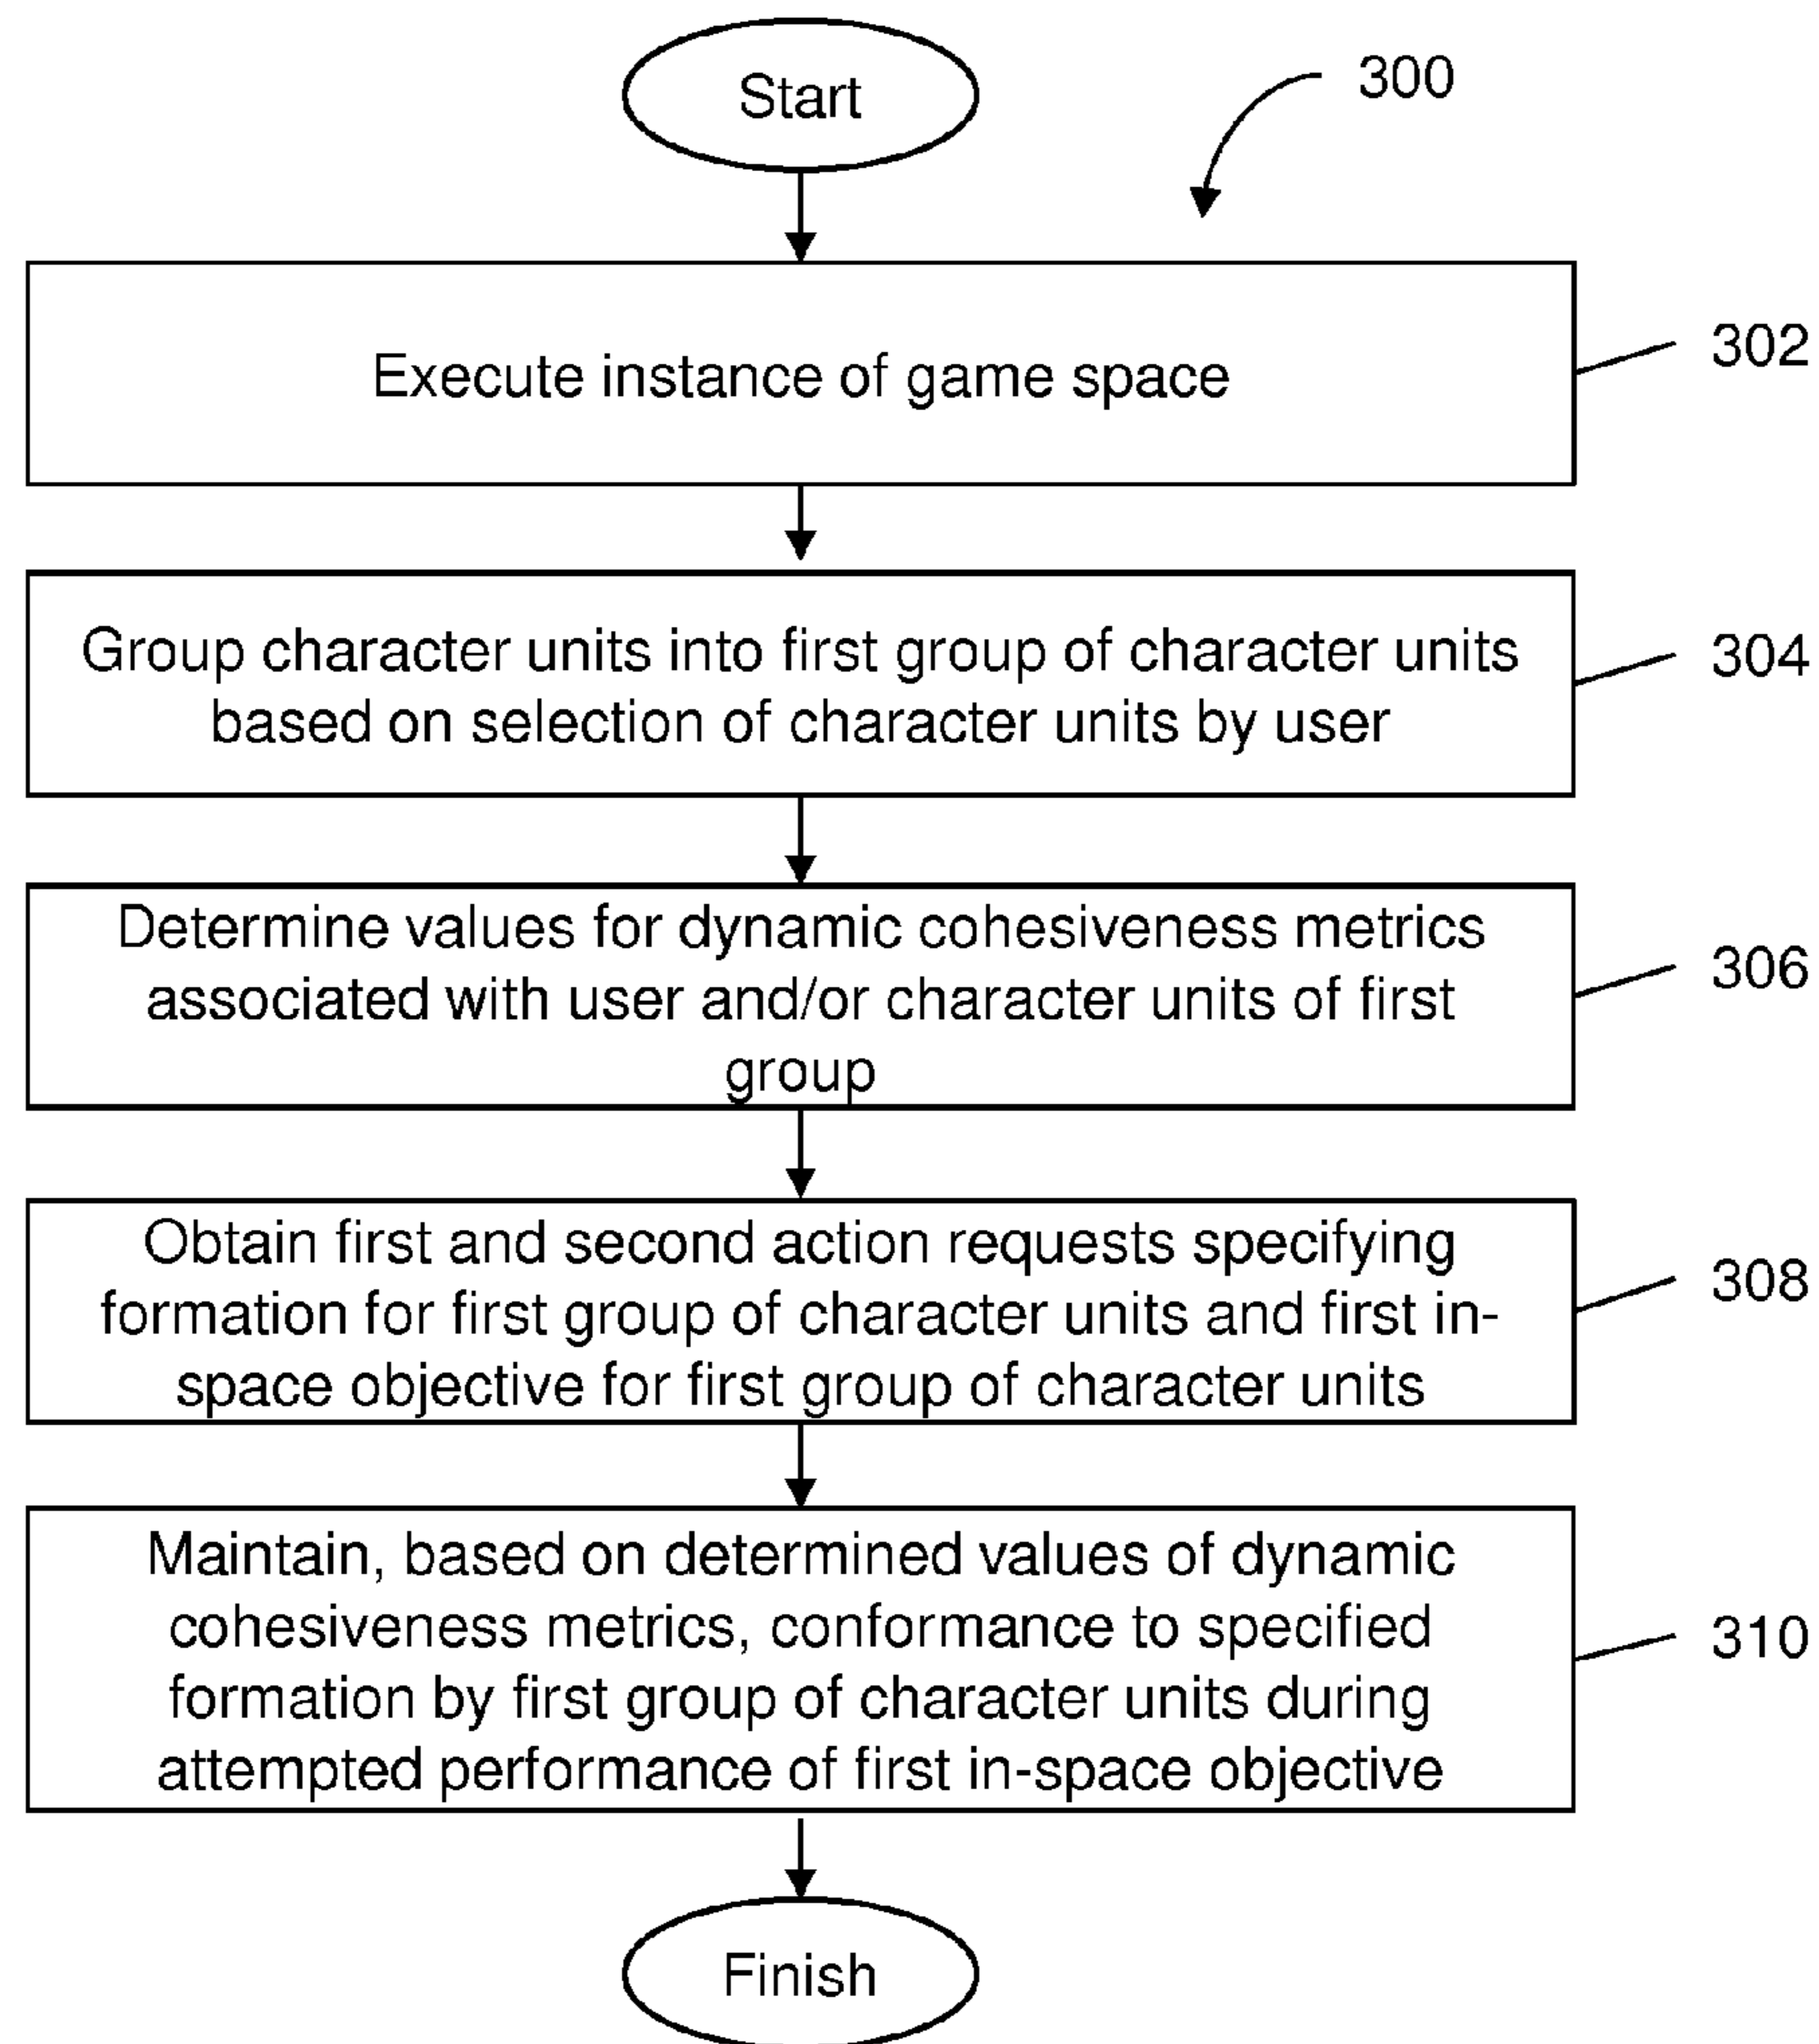 Start
300
Execute instance of game space
302
Group character units into first group of character units
based on selection of character units by user
304
Determine values for dynamic cohesiveness metrics
associated with user and/or character units of first
group
306
Obtain first and second action requests specifying
formation for first group of character units and first in-
space objective for first group of character units
308
Maintain, based on determined values of dynamic
cohesiveness metrics, conformance to specified
formation by first group of character units during
attempted performance of first in-space objective
310
Finish